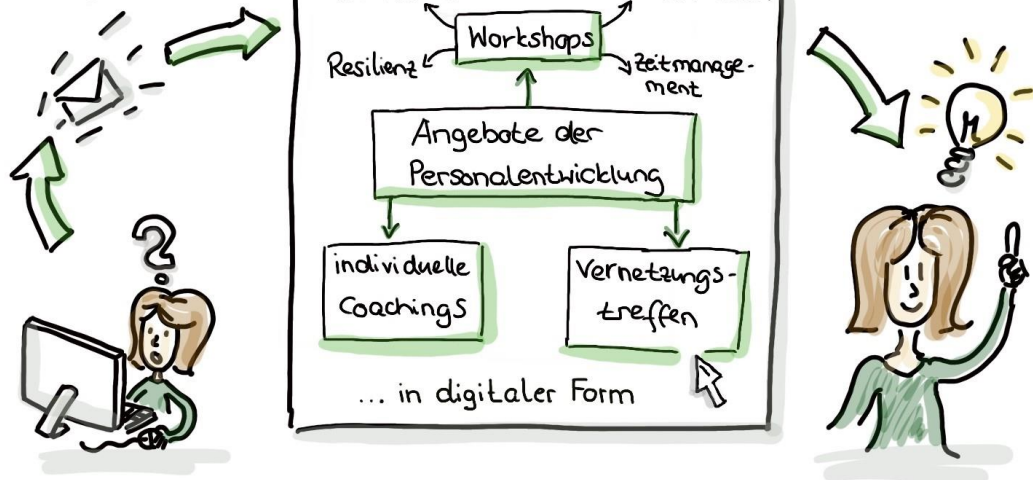 Workshops
Resilienz
Zeitmanage-
ment
Angebote der
Personalentwicklung
individuelle
Coachings
Vernetzungs-
treffen
... in digitaler Form
?